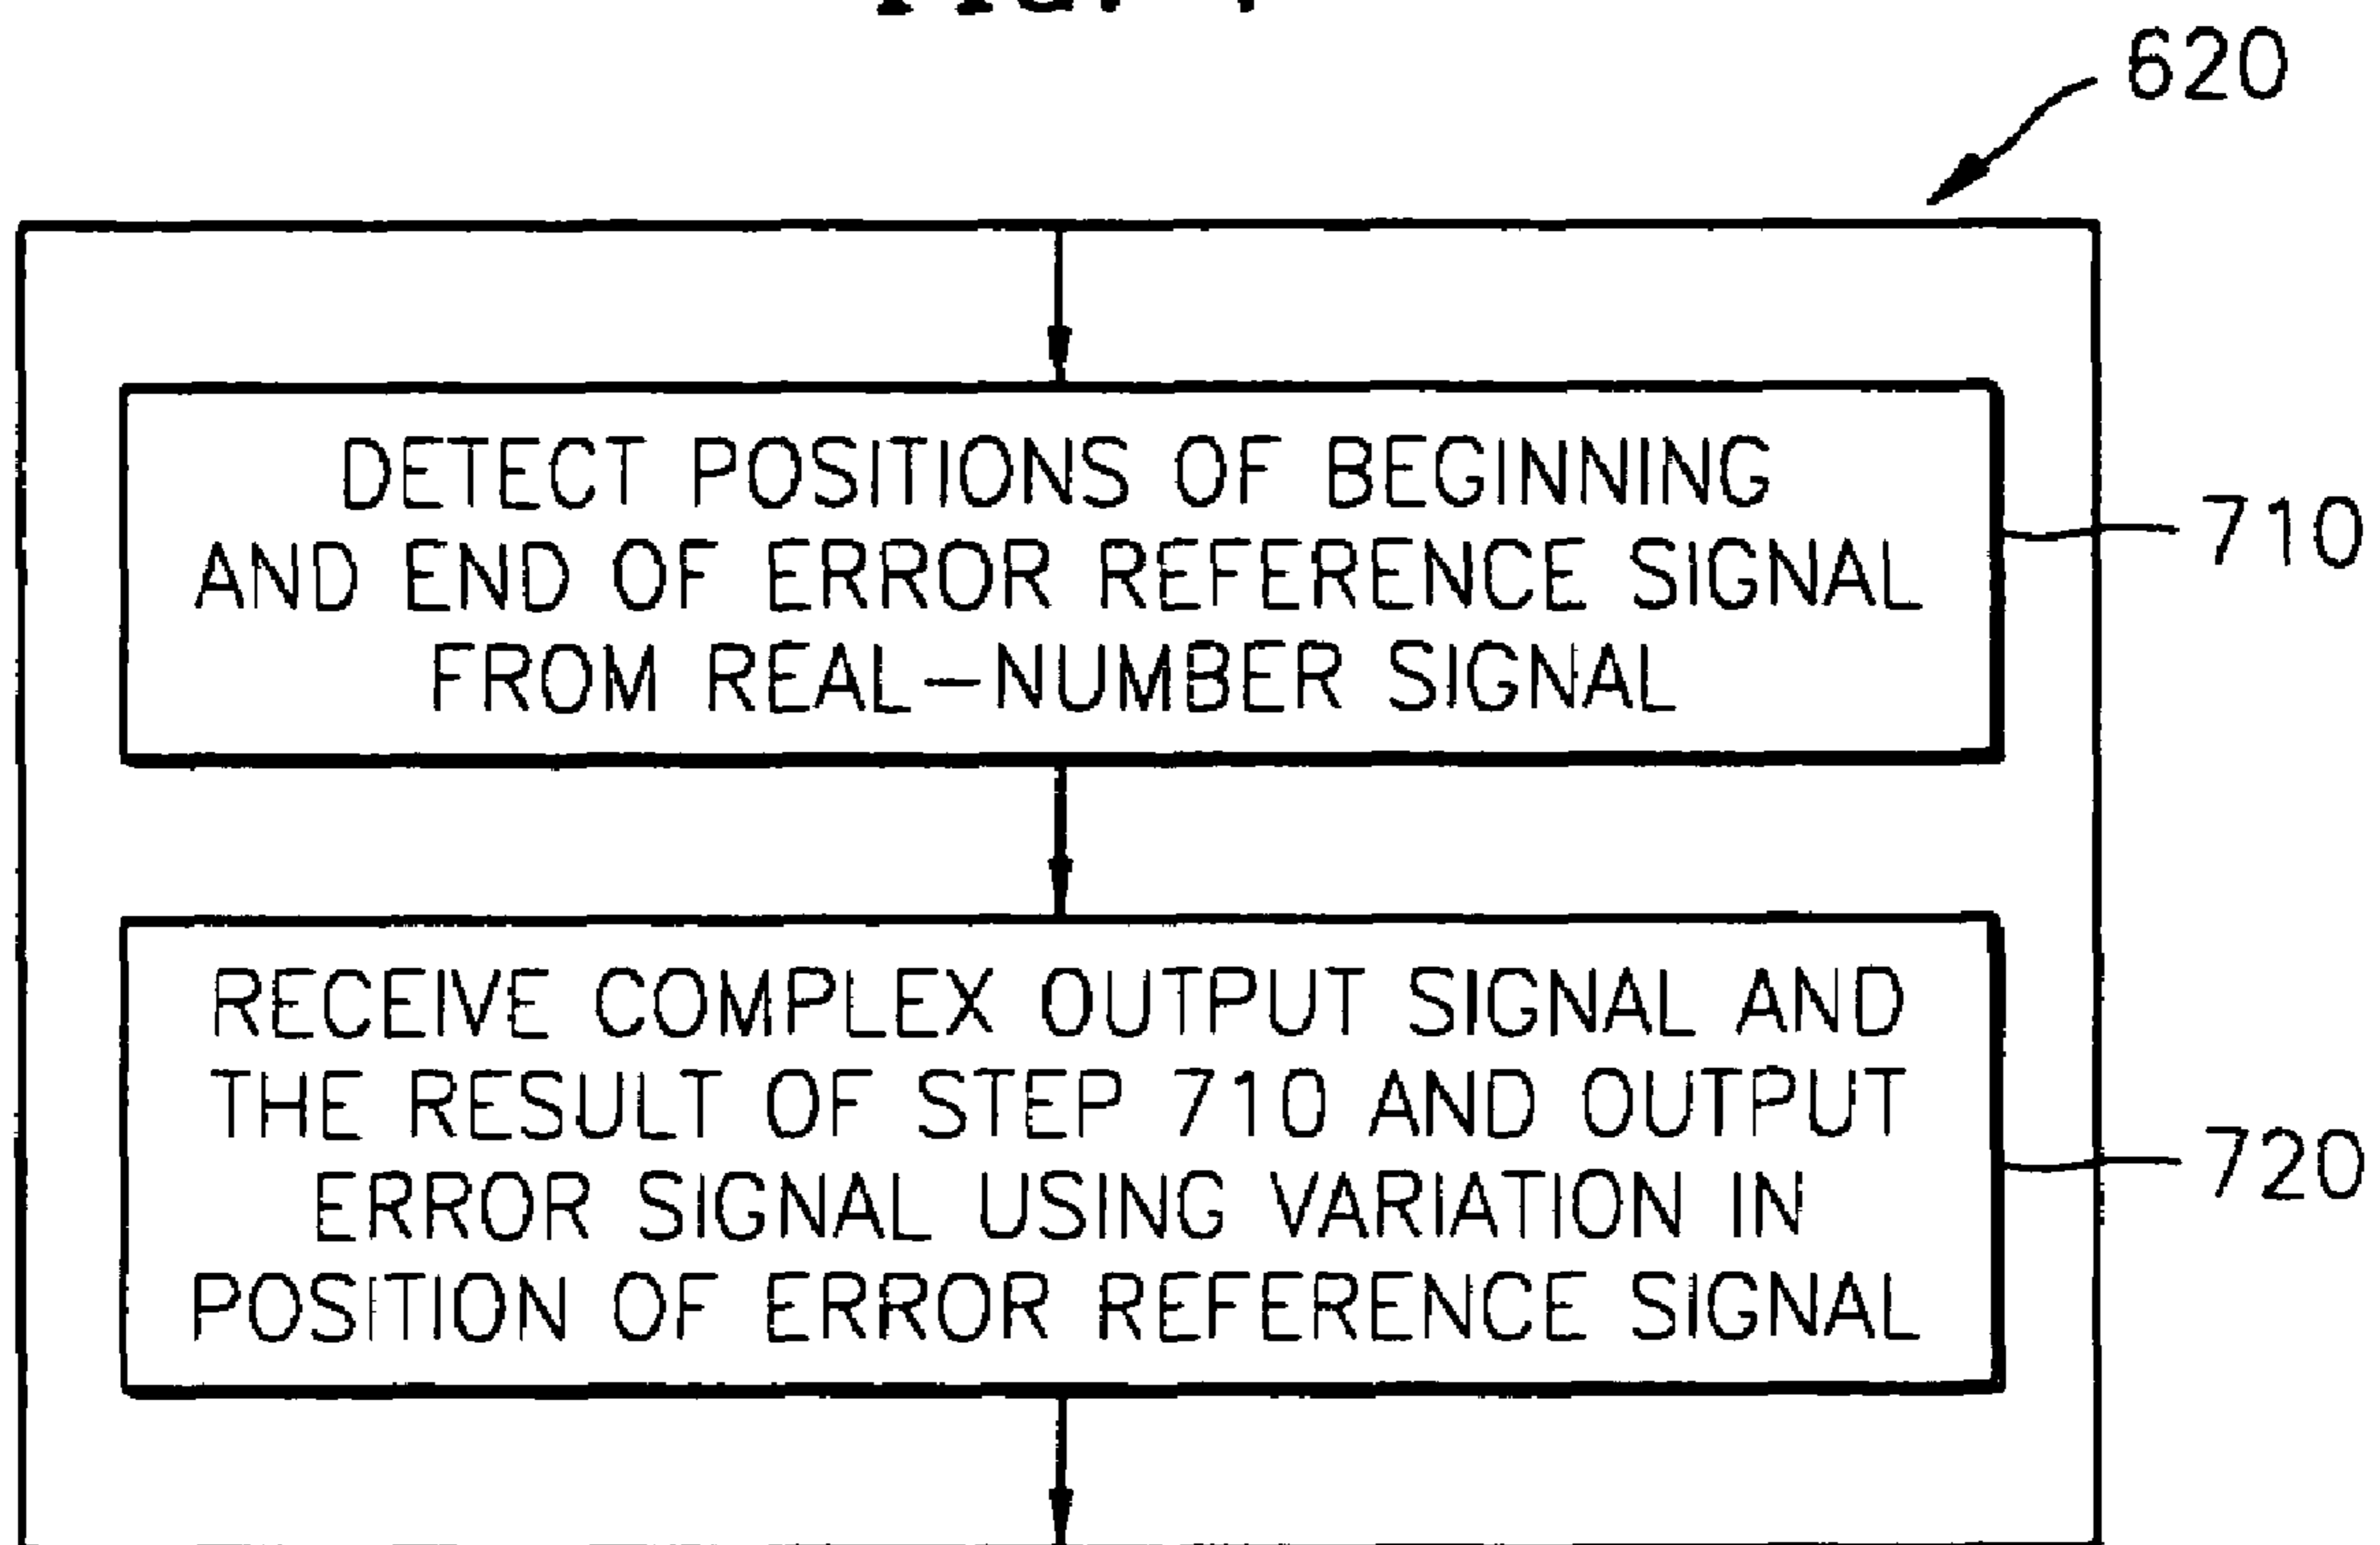 620
DETECT POSITIONS OF BEGINNING
AND END OF ERROR REFERENCE SIGNAL
FROM REAL-NUMBER SIGNAL
710
RECEIVE COMPLEX OUTPUT SIGNAL AND
THE RESULT OF STEP 710 AND OUTPUT
ERROR SIGNAL USING VARIATION IN
POSITION OF ERROR REFERENCE SIGNAL
720